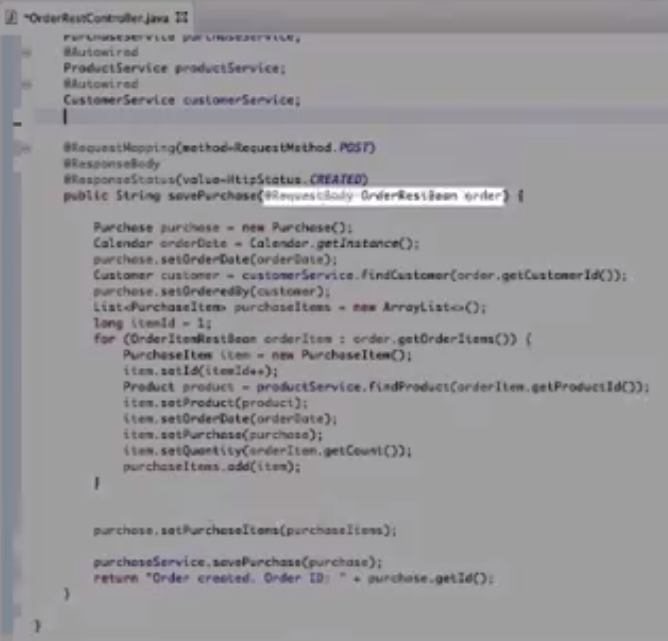 *OrderRestController.java
PurchaseService purchaseService;
@Autowired
ProductService productService;
@Autowired
CustomerService customerService;
@RequestMapping(method=RequestMethod.POST)
@ResponseBody
@ResponseStatus(value=HttpStatus.CREATED)
public String savePurchase(@RequestBody OrderRestBean order) {
Purchase purchase = new Purchase();
Calendar orderDate = Calendar.getInstance();
purchase.setOrderDate(orderDate);
Customer customer = customerService.findCustomer(order.getCustomerId());
purchase.setOrderedBy(customer);
List<PurchaseItem> purchaseItems = new ArrayList<>();
long itemId = 1;
for (OrderItemRestBean orderItem : order.getOrderItems()) {
PurchaseItem item = new PurchaseItem();
item.setId(itemId++);
Product product = productService.findProduct(orderItem.getProductId());
item.setProduct(product);
item.setOrderDate(orderDate);
item.setPurchase(purchase);
item.setQuantity(orderItem.getCount());
purchaseItems.add(item);
}
purchase.setPurchaseItems(purchaseItems);
purchaseService.savePurchase(purchase);
return "Order created. Order ID: " + purchase.getId();
}
}